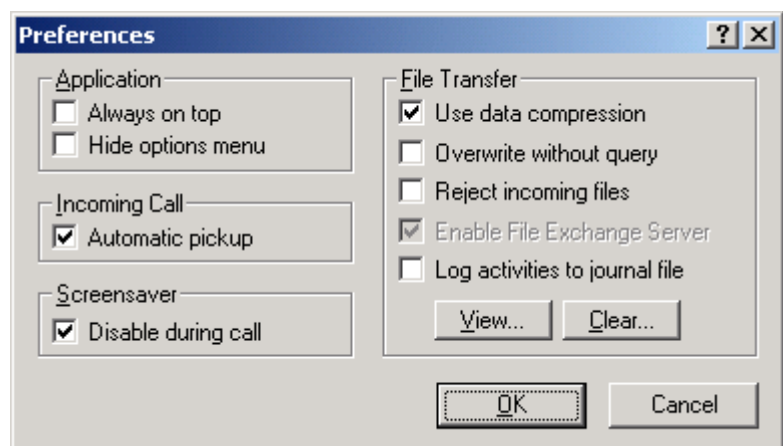 Preferences
Application
Always on top
Hide options menu
Incoming Call
Automatic pickup
Screensaver
Disable during call
File Transfer
Use data compression
Overwrite without query
Reject incoming files
Enable File Exchange Server
Log activities to journal file
View... Clear...
OK Cancel